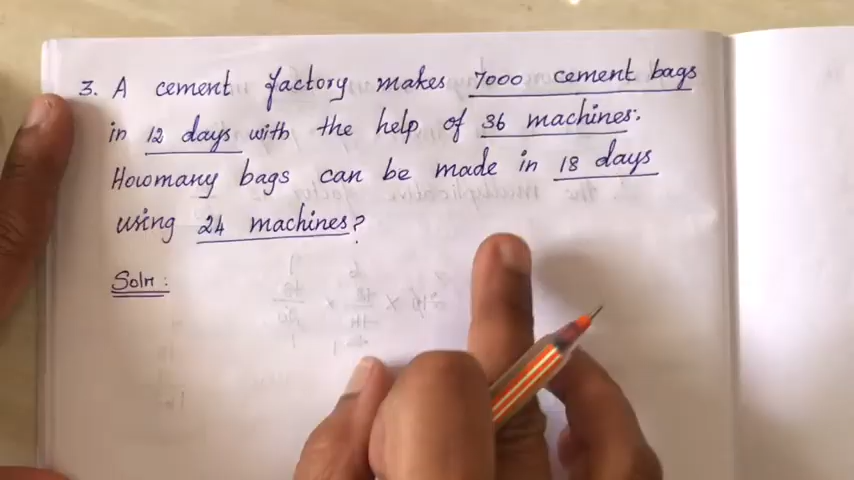 3. A cement factory makes 7000 cement bags
in 12 days with the help of 36 machines.
Howmany bags can be made in 18 days
using 24 machines?
Soln: